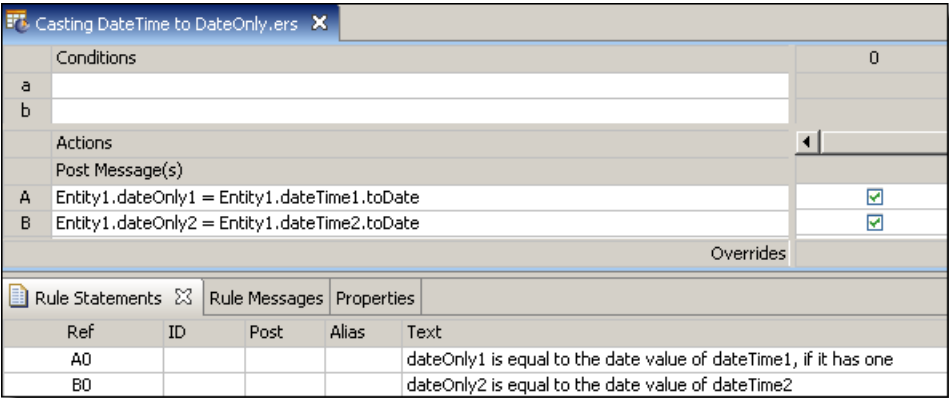 Casting DateTime to DateOnly.ers
Conditions 0
a
b
Actions
Post Message(s)
A Entity1.dateOnly1 = Entity1.dateTime1.toDate
B Entity1.dateOnly2 = Entity1.dateTime2.toDate
Overrides
Rule Statements Rule Messages Properties
Ref ID Post Alias Text
A0 dateOnly1 is equal to the date value of dateTime1, if it has one
B0 dateOnly2 is equal to the date value of dateTime2